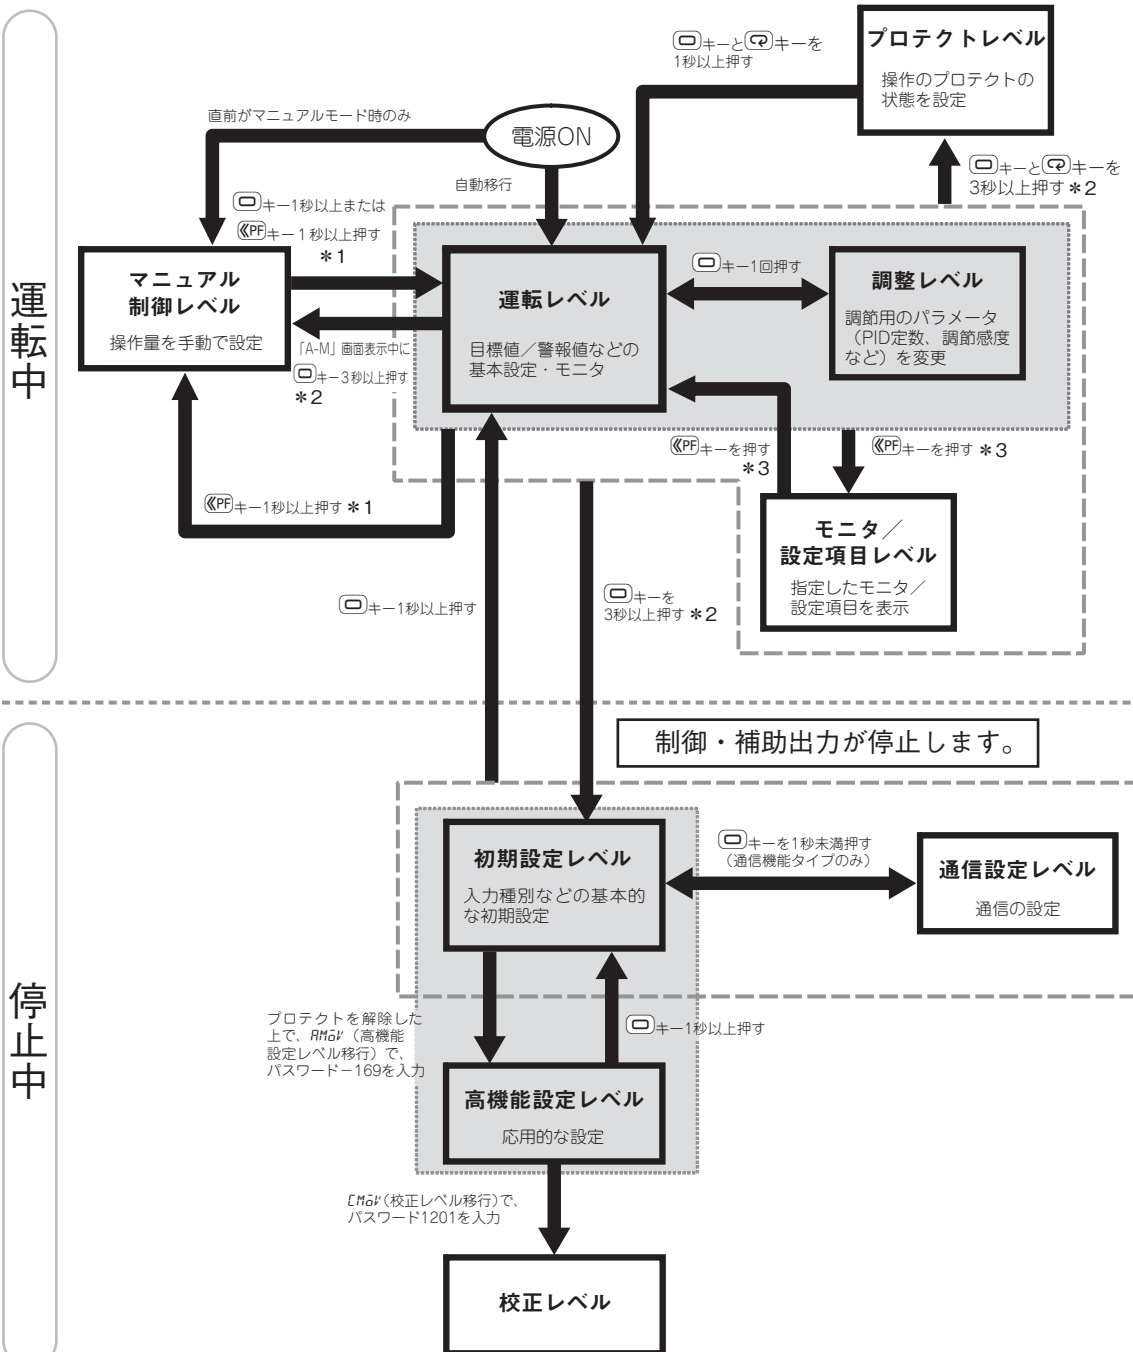 運転中
停止中
プロテクトレベル
操作のプロテクトの
状態を設定
キーとキーを
1秒以上押す
直前がマニュアルモード時のみ
電源ON
自動移行
キーとキーを
3秒以上押す＊2
キー1秒以上または
《PFキー1秒以上押す
＊1
マニュアル
制御レベル
操作量を手動で設定
「A-M」画面表示中に
キー3秒以上押す
＊2
運転レベル
目標値／警報値などの
基本設定・モニタ
キー1回押す
調整レベル
調節用のパラメータ
（PID定数、調節感度
など）を変更
《PFキーを押す
＊3
《PFキーを押す ＊3
《PFキー1秒以上押す ＊1
モニタ／
設定項目レベル
指定したモニタ／
設定項目を表示
キー1秒以上押す
キーを
3秒以上押す ＊2
制御・補助出力が停止します。
初期設定レベル
入力種別などの基本的
な初期設定
キーを1秒未満押す
（通信機能タイプのみ）
通信設定レベル
通信の設定
プロテクトを解除した
上で、AMoV（高機能
設定レベル移行）で、
パスワード－169を入力
キー1秒以上押す
高機能設定レベル
応用的な設定
CMoV（校正レベル移行）で、
パスワード1201を入力
校正レベル